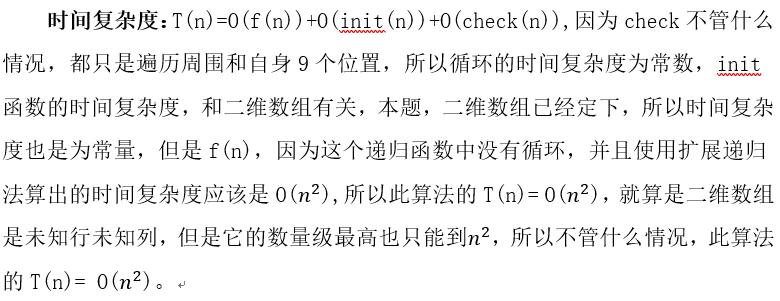 时间复杂度:T(n)=O(f(n))+O(init(n))+O(check(n)),因为 check 不管什么
情况，都只是遍历周围和自身 9 个位置，所以循环的时间复杂度为常数，init
函数的时间复杂度，和二维数组有关，本题，二维数组已经定下，所以时间复杂
度也是为常量，但是 f(n)，因为这个递归函数中没有循环，并且使用扩展递归
法算出的时间复杂度应该是 O(n²),所以此算法的 T(n)= O(n²)，就算是二维数组
是未知行未知列，但是它的数量级最高也只能到n²，所以不管什么情况，此算法
的 T(n)= O(n²)。